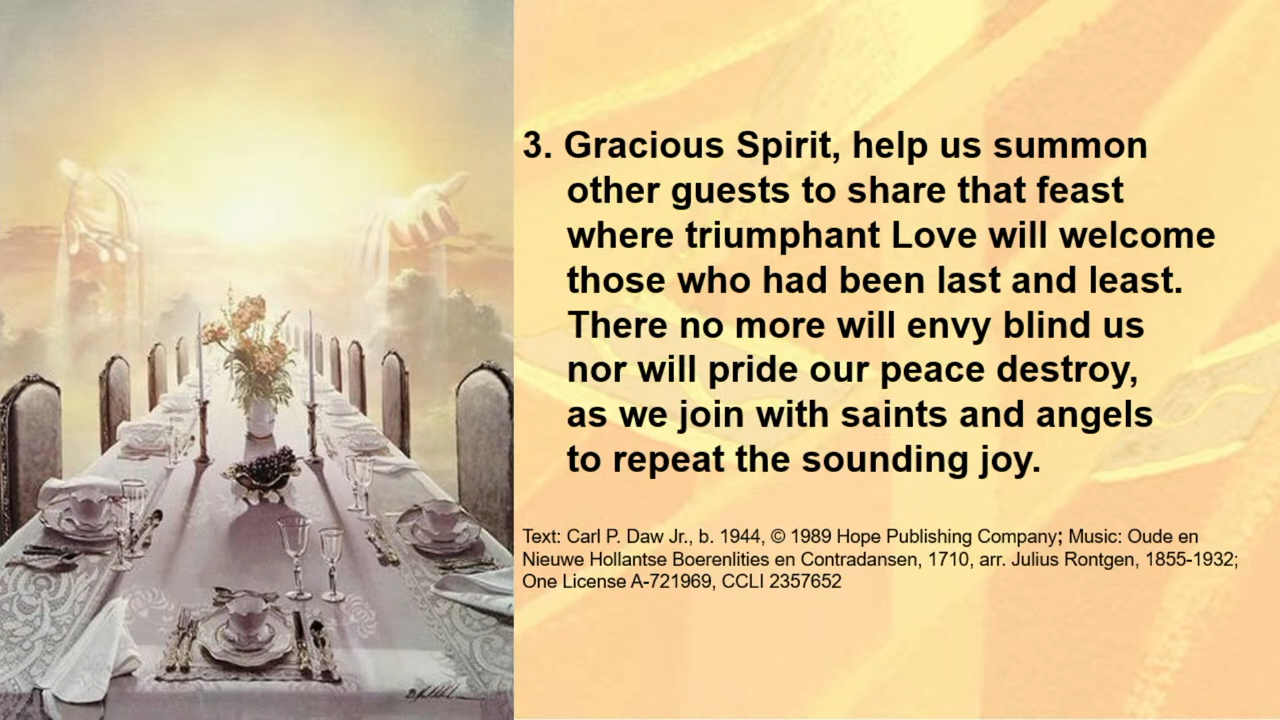 3. Gracious Spirit, help us summon
other guests to share that feast
where triumphant Love will welcome
those who had been last and least.
There no more will envy blind us
nor will pride our peace destroy,
as we join with saints and angels
to repeat the sounding joy.
Text: Carl P. Daw Jr., b. 1944, © 1989 Hope Publishing Company; Music: Oude en
Nieuwe Hollantse Boerenlities en Contradansen, 1710, arr. Julius Rontgen, 1855-1932;
One License A-721969, CCLI 2357652